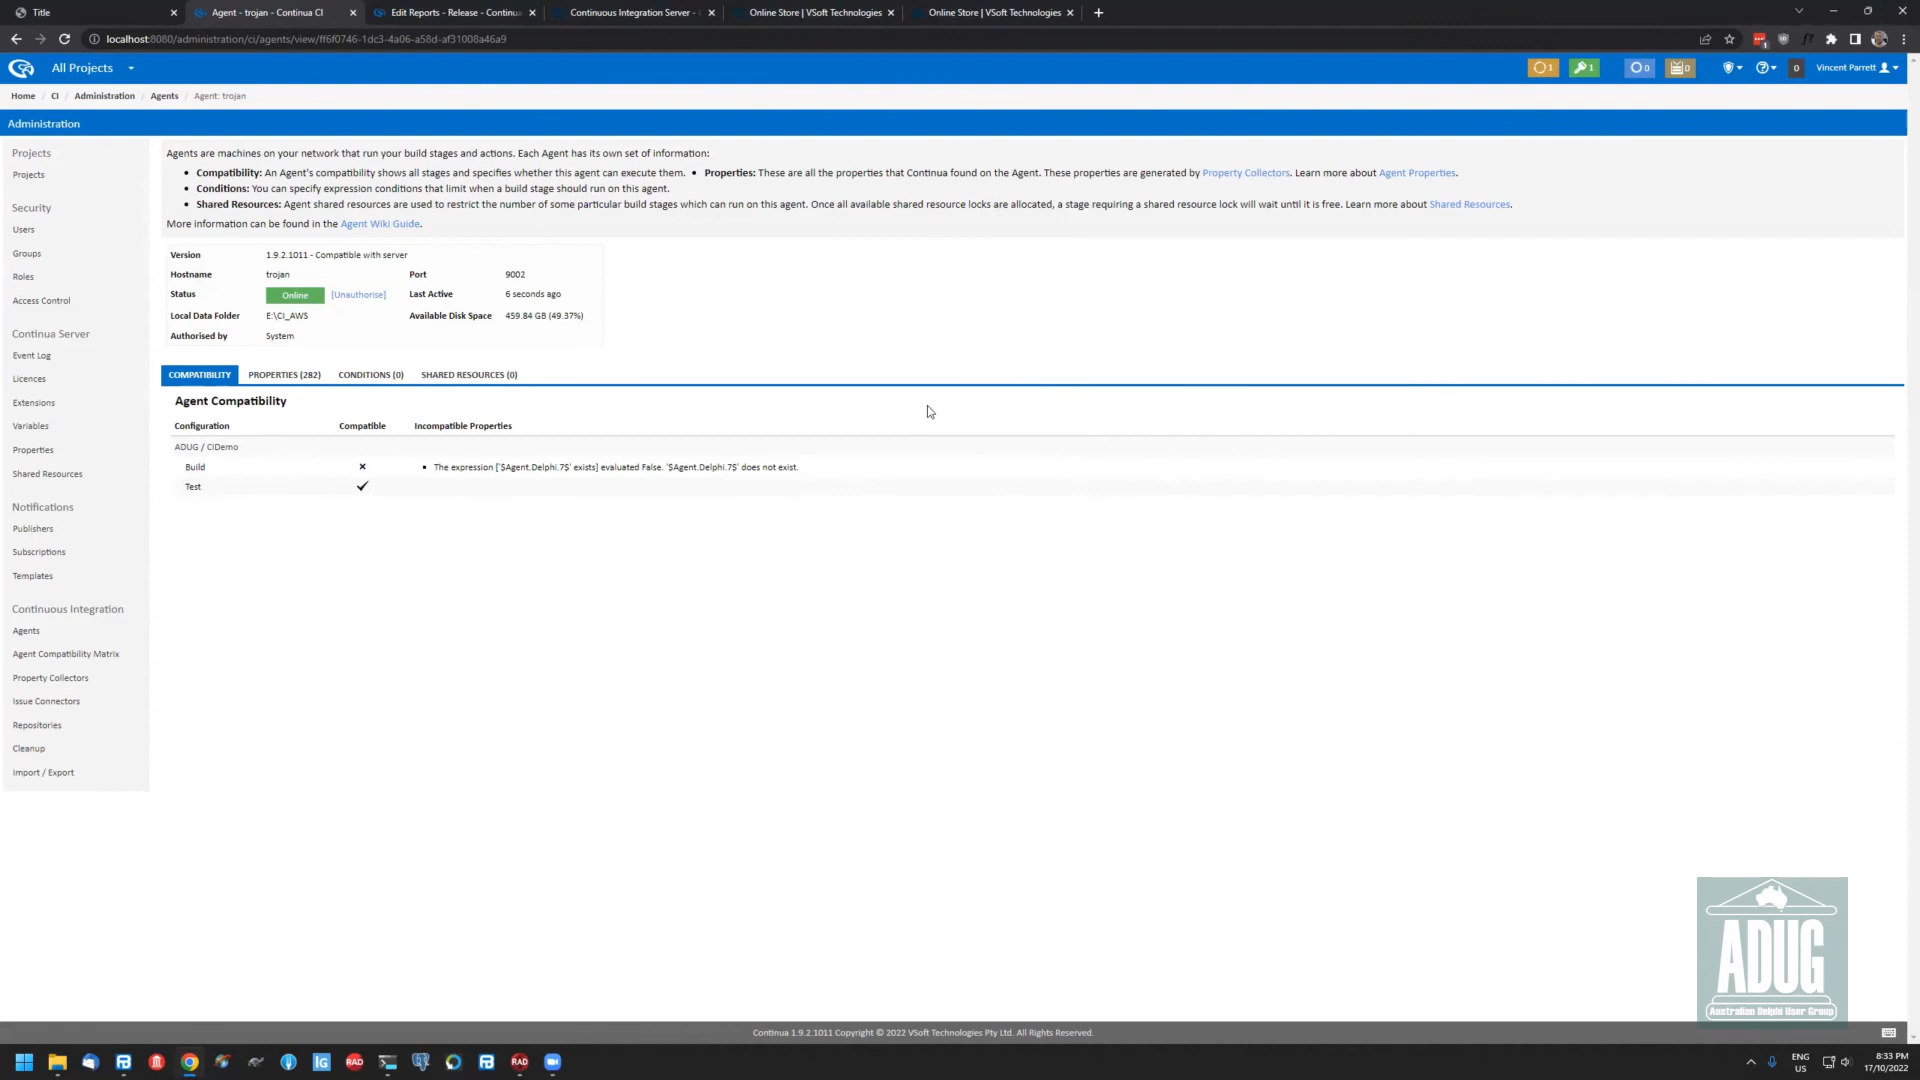 Title
Agent - trojan - Continua CI
Edit Reports - Release - Continua
Continuous Integration Server -
Online Store | VSoft Technologies
Online Store | VSoft Technologies
localhost:8080/administration/ci/agents/view/ff6f0746-1dc3-4a06-a58d-af31008a46a9
All Projects
1
1
0
0
0
Vincent Parrett
Home / CI / Administration / Agents / Agent: trojan
Administration
Projects
Projects
Security
Users
Groups
Roles
Access Control
Continua Server
Event Log
Licences
Extensions
Variables
Properties
Shared Resources
Notifications
Publishers
Subscriptions
Templates
Continuous Integration
Agents
Agent Compatibility Matrix
Property Collectors
Issue Connectors
Repositories
Cleanup
Import / Export
Agents are machines on your network that run your build stages and actions. Each Agent has its own set of information:
• Compatibility: An Agent's compatibility shows all stages and specifies whether this agent can execute them. • Properties: These are all the properties that Continua found on the Agent. These properties are generated by Property Collectors. Learn more about Agent Properties.
• Conditions: You can specify expression conditions that limit when a build stage should run on this agent.
• Shared Resources: Agent shared resources are used to restrict the number of some particular build stages which can run on this agent. Once all available shared resource locks are allocated, a stage requiring a shared resource lock will wait until it is free. Learn more about Shared Resources.
More information can be found in the Agent Wiki Guide.
Version 1.9.2.1011 - Compatible with server
Hostname trojan Port 9002
Status Online [Unauthorise] Last Active 6 seconds ago
Local Data Folder E:\CI_AWS Available Disk Space 459.84 GB (49.37%)
Authorised by System
COMPATIBILITY PROPERTIES (282) CONDITIONS (0) SHARED RESOURCES (0)
Agent Compatibility
Configuration Compatible Incompatible Properties
ADUG / CIDemo
Build ▪ The expression ['$Agent.Delphi.7$' exists] evaluated False. '$Agent.Delphi.7$' does not exist.
Test
ADUG
Australian Delphi User Group
Continua 1.9.2.1011 Copyright © 2022 VSoft Technologies Pty Ltd. All Rights Reserved.
IG
RAD
RAD
ENG
US
8:33 PM
17/10/2022